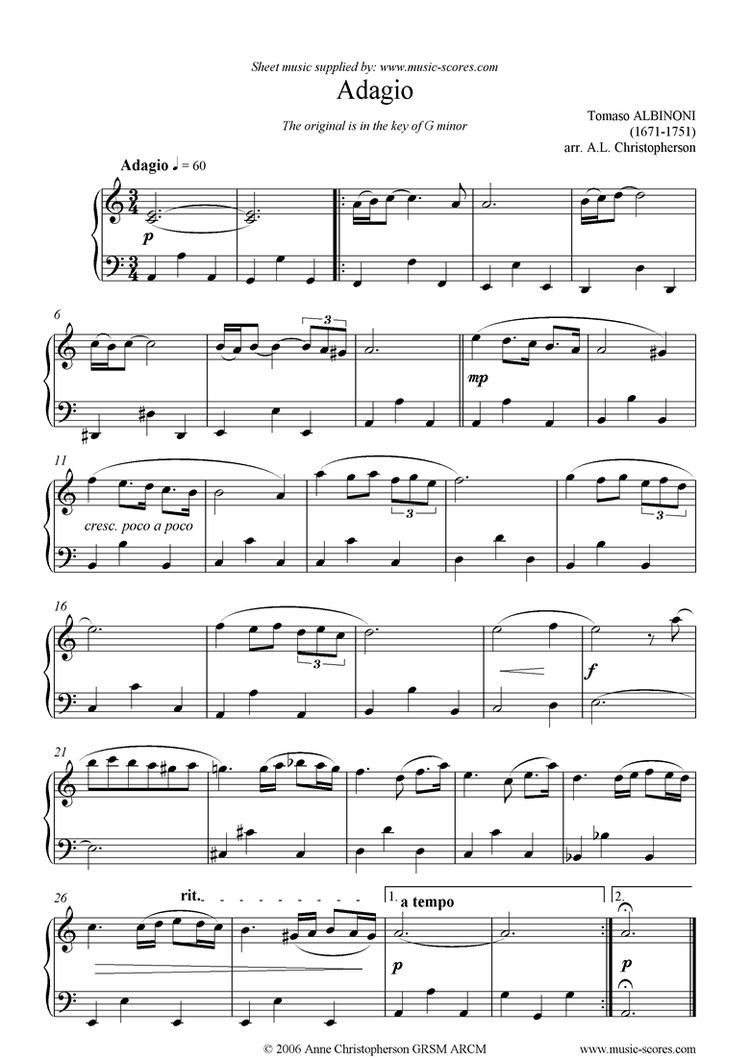 Sheet music supplied by: www.music-scores.com
Adagio
The original is in the key of G minor
Tomaso ALBINONI
(1671-1751)
arr. A.L. Christopherson
Adagio ♩ = 60
3 4
p
3 4
6
3
mp
11
cresc. poco a poco
3
3
16
3
f
21
26
rit.
1.
a tempo
2.
p
p
© 2006 Anne Christopherson GRSM ARCM
www.music-scores.com